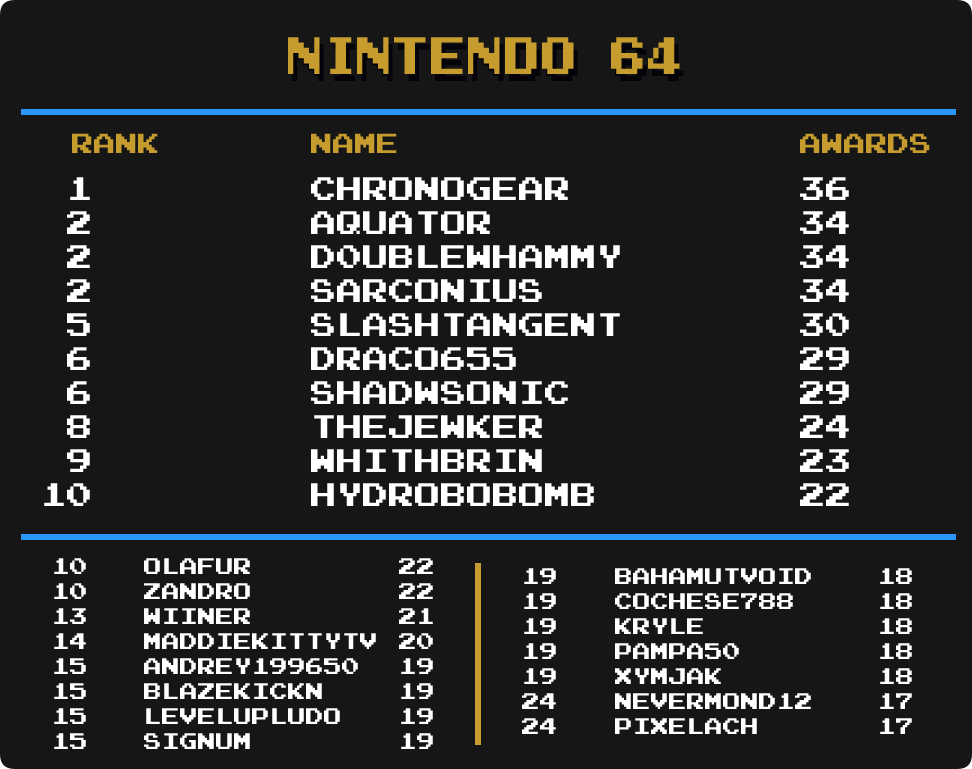 NINTENDO 64
RANK NAME AWARDS
1 CHRONOGEAR 36
2 AQUATOR 34
2 DOUBLEWHAMMY 34
2 SARCONIUS 34
5 SLASHTANGENT 30
6 DRACO655 29
6 SHADWSONIC 29
8 THEJEWKER 24
9 WHITHBRIN 23
10 HYDROBOBOMB 22
10 OLAFUR 22
10 ZANDRO 22
13 WIINER 21
14 MADDIEKITTYTV 20
15 ANDREY199650 19
15 BLAZEKICKN 19
15 LEVELUPLUDO 19
15 SIGNUM 19
19 BAHAMUTVOID 18
19 COCHESE788 18
19 KRYLE 18
19 PAMPA50 18
19 XYMJAK 18
24 NEVERMOND12 17
24 PIXELACH 17